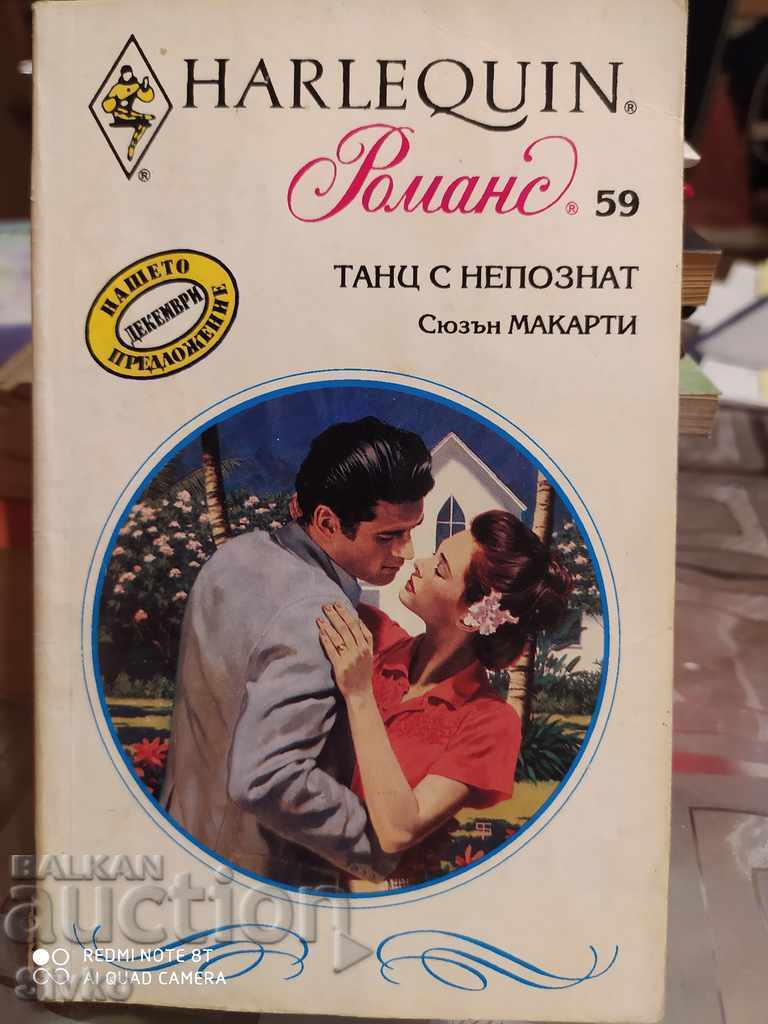 HARLEQUIN®
®
Романс® 59
НАШЕТО
ДЕКЕМВРИ
ПРЕДЛОЖЕНИЕ
ТАНЦ С НЕПОЗНАТ
Сюзън МАКАРТИ
BALKAN
auction
REDMI NOTE 8T
AI QUAD CAMERA